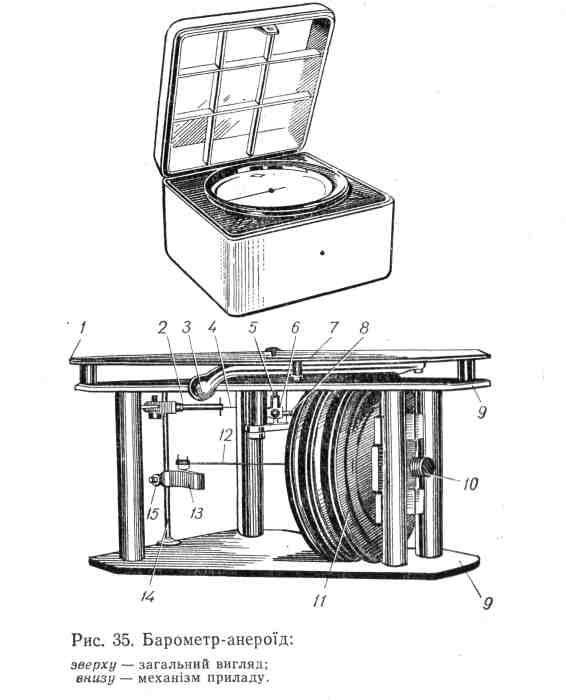 1 2 3 4 5 6 7 8
9
12
10
15 13
14 11 9
Рис. 35. Барометр-анероїд:
зверху — загальний вигляд;
внизу — механізм приладу.